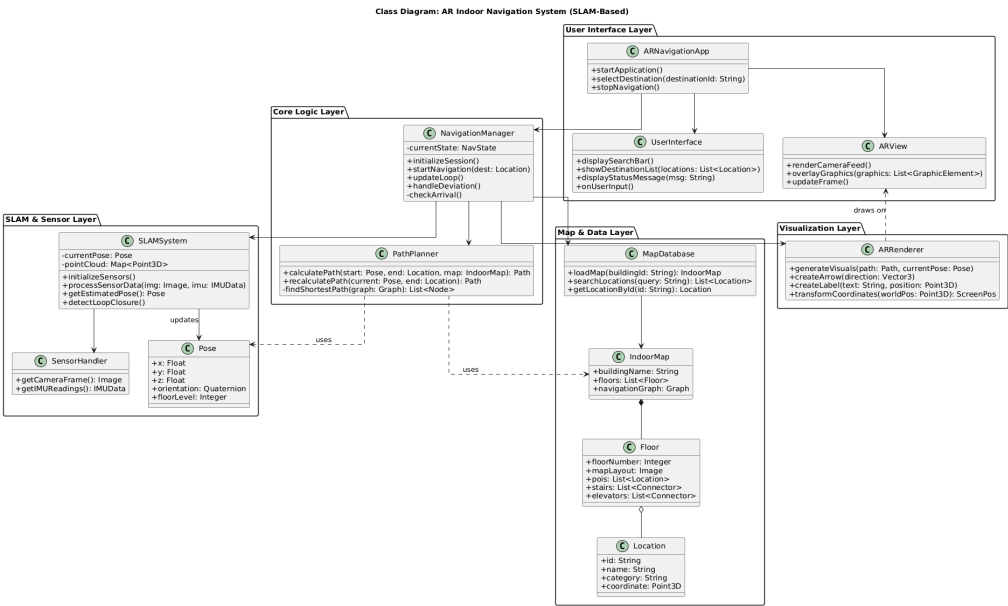 Class Diagram: AR Indoor Navigation System (SLAM-Based)
User Interface Layer
C ARNavigationApp
+startApplication()
+selectDestination(destinationId: String)
+stopNavigation()
C UserInterface
+displaySearchBar()
+showDestinationList(locations: List<Location>)
+displayStatusMessage(msg: String)
+onUserInput()
C ARView
+renderCameraFeed()
+overlayGraphics(graphics: List<GraphicElement>)
+updateFrame()
Core Logic Layer
C NavigationManager
-currentState: NavState
+initializeSession()
+startNavigation(dest: Location)
+updateLoop()
+handleDeviation()
-checkArrival()
C PathPlanner
+calculatePath(start: Pose, end: Location, map: IndoorMap): Path
+recalculatePath(current: Pose, end: Location): Path
-findShortestPath(graph: Graph): List<Node>
SLAM & Sensor Layer
C SLAMSystem
-currentPose: Pose
-pointCloud: Map<Point3D>
+initializeSensors()
+processSensorData(img: Image, imu: IMUData)
+getEstimatedPose(): Pose
+detectLoopClosure()
updates
C SensorHandler
+getCameraFrame(): Image
+getIMUReadings(): IMUData
C Pose
+x: Float
+y: Float
+z: Float
+orientation: Quaternion
+floorLevel: Integer
uses
uses
Map & Data Layer
C MapDatabase
+loadMap(buildingId: String): IndoorMap
+searchLocations(query: String): List<Location>
+getLocationById(id: String): Location
C IndoorMap
+buildingName: String
+floors: List<Floor>
+navigationGraph: Graph
C Floor
+floorNumber: Integer
+mapLayout: Image
+pois: List<Location>
+stairs: List<Connector>
+elevators: List<Connector>
C Location
+id: String
+name: String
+category: String
+coordinate: Point3D
draws on
Visualization Layer
C ARRenderer
+generateVisuals(path: Path, currentPose: Pose)
+createArrow(direction: Vector3)
+createLabel(text: String, position: Point3D)
+transformCoordinates(worldPos: Point3D): ScreenPos